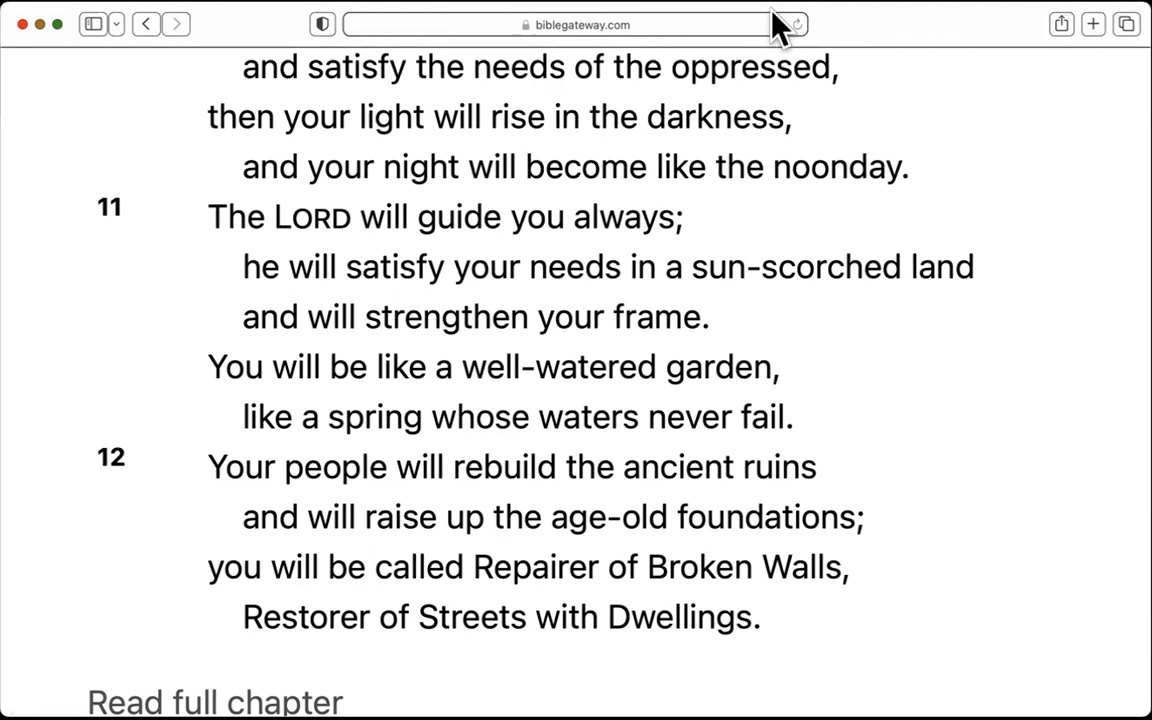 biblegateway.com
and satisfy the needs of the oppressed,
then your light will rise in the darkness,
and your night will become like the noonday.
11 The LORD will guide you always;
he will satisfy your needs in a sun-scorched land
and will strengthen your frame.
You will be like a well-watered garden,
like a spring whose waters never fail.
12 Your people will rebuild the ancient ruins
and will raise up the age-old foundations;
you will be called Repairer of Broken Walls,
Restorer of Streets with Dwellings.
Read full chapter